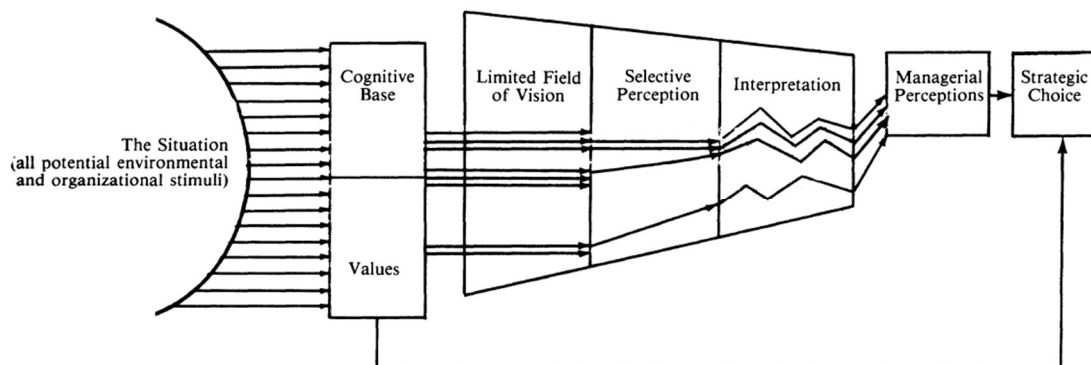 The Situation
(all potential environmental
and organizational stimuli)
Cognitive
Base
Values
Limited Field
of Vision
Selective
Perception
Interpretation
Managerial
Perceptions
Strategic
Choice